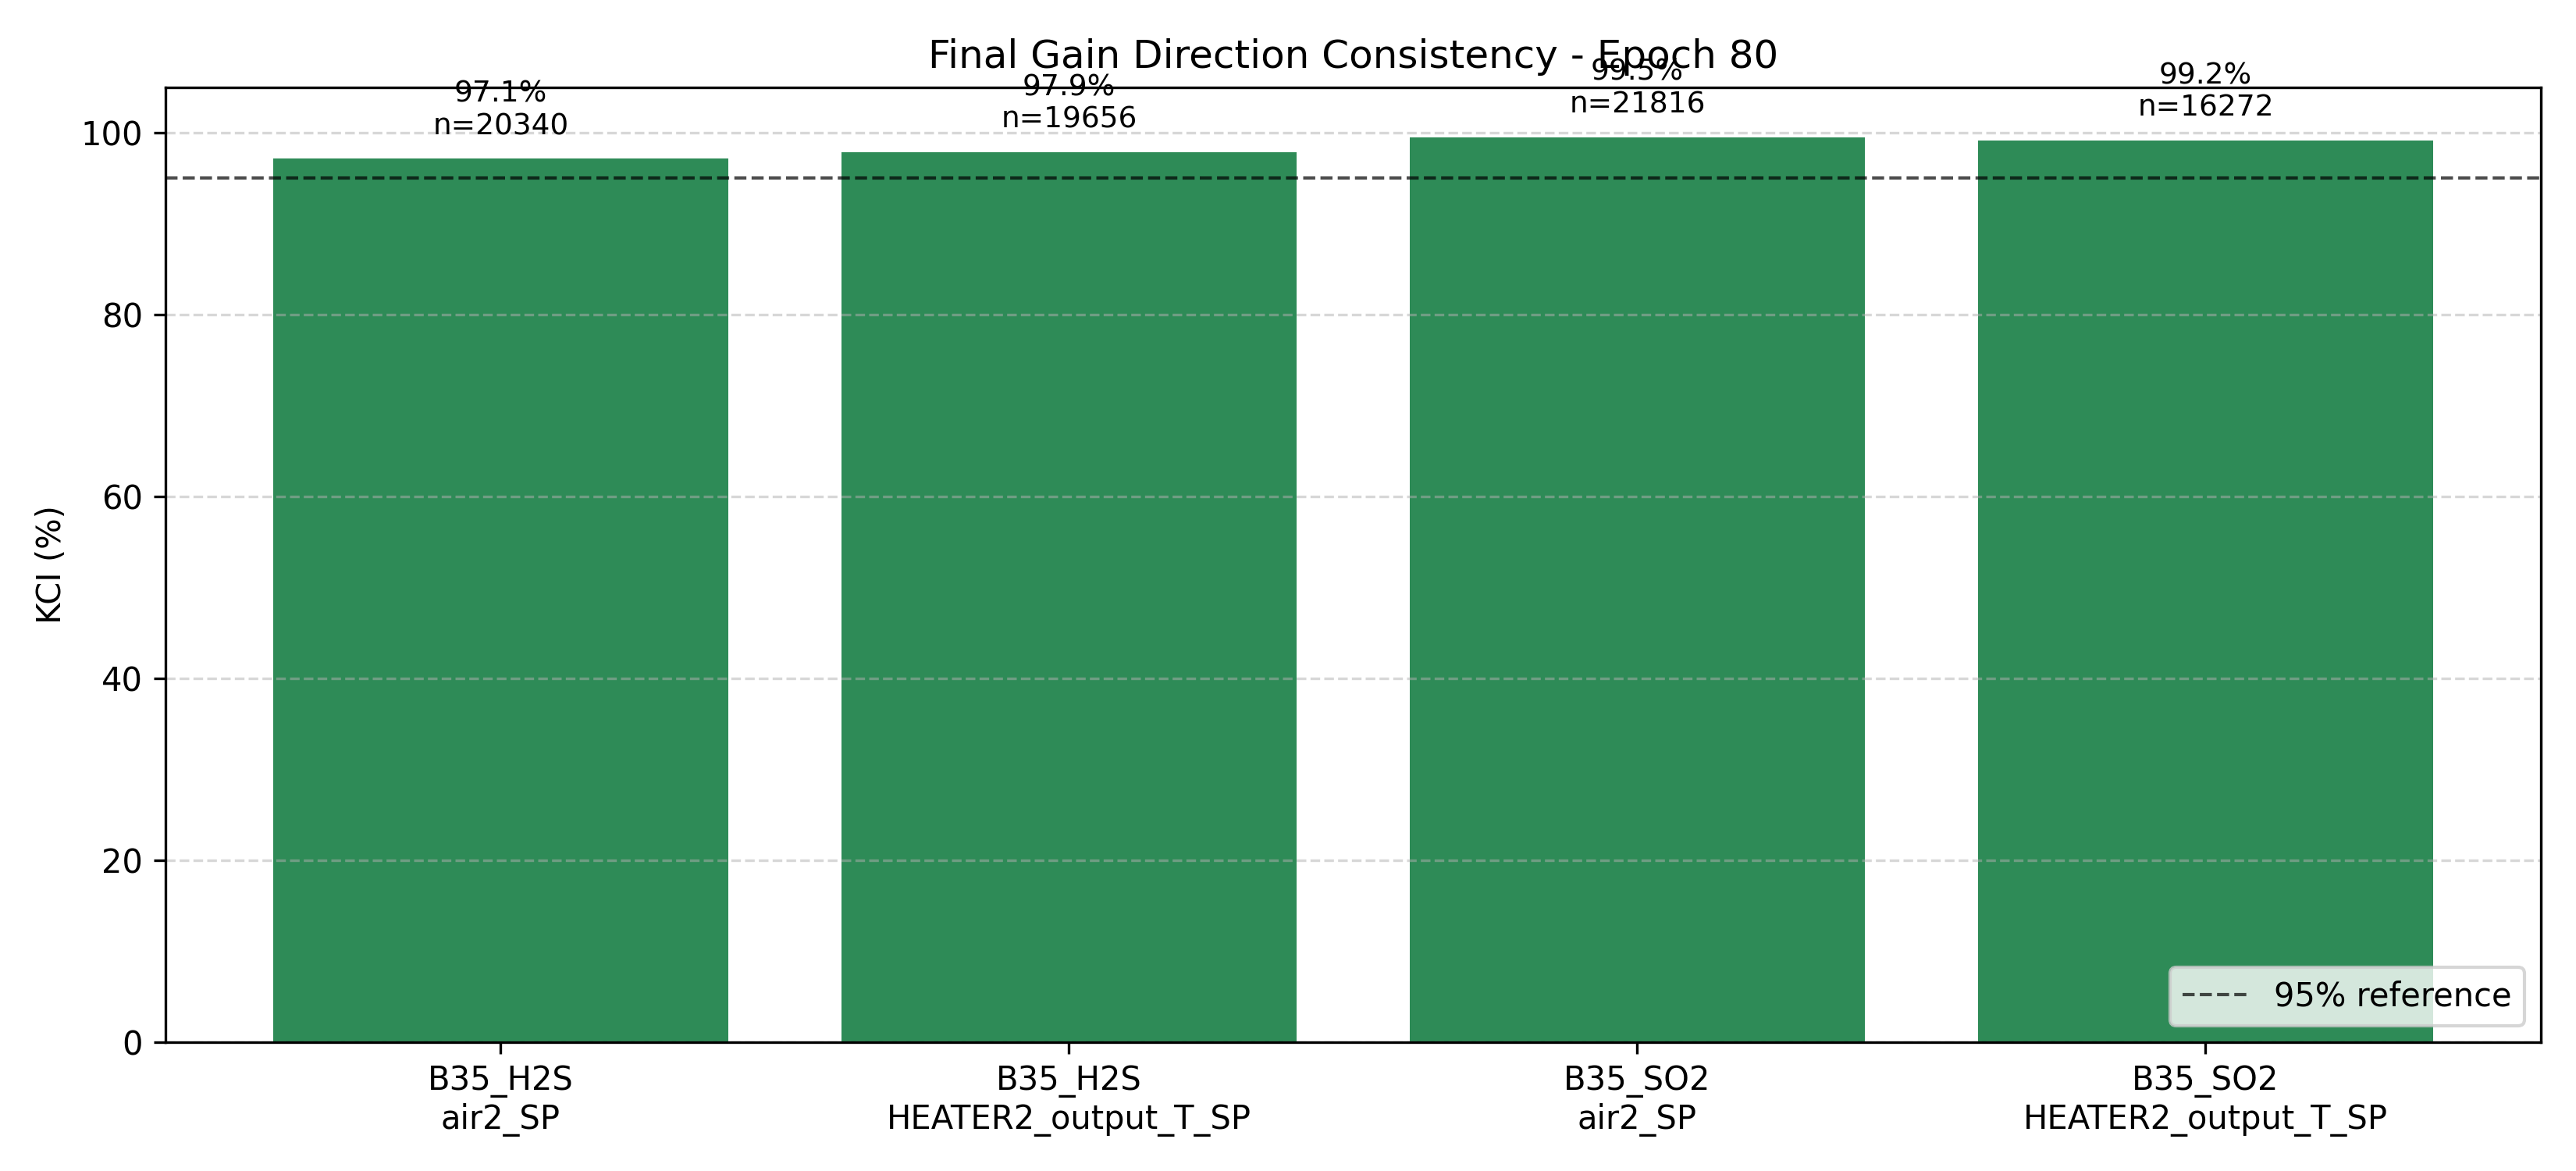 Final Gain Direction Consistency - Epoch 80
97.1%
n=20340
97.9%
n=19656
99.5%
n=21816
99.2%
n=16272
KCI (%)
100
80
60
40
20
0
95% reference
B35_H2S
air2_SP
B35_H2S
HEATER2_output_T_SP
B35_SO2
air2_SP
B35_SO2
HEATER2_output_T_SP